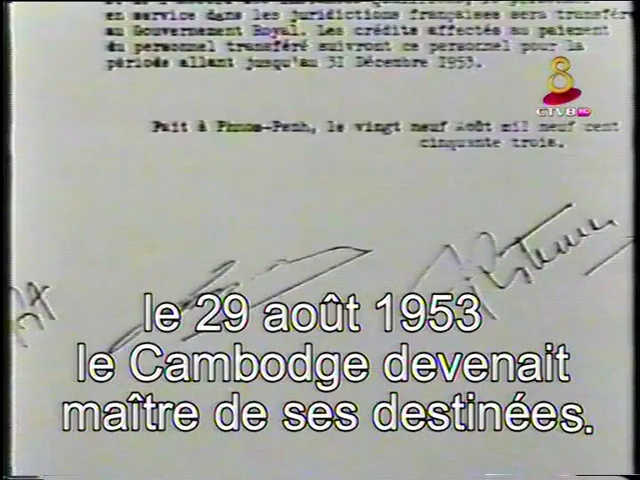 en service dans les juridictions françaises sera transféré
au Gouvernement Royal. Les crédits affectés au paiement
du personnel transféré suivront ce personnel pour la
période allant jusqu'au 31 Décembre 1953.
8
CTV8 HD
Fait à Phnom-Penh, le vingt neuf Août mil neuf cent
cinquante trois.
le 29 août 1953
le Cambodge devenait
maître de ses destinées.